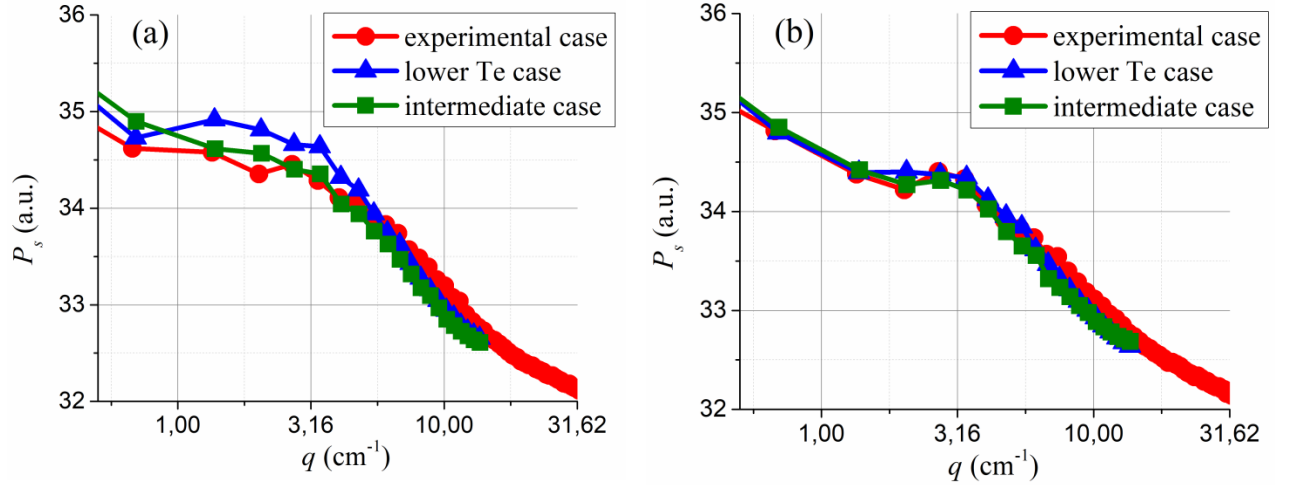 (a)
experimental case
lower Te case
intermediate case
36
35
34
33
32
P_s (a.u.)
1,00
3,16
10,00
31,62
q (cm⁻¹)
(b)
experimental case
lower Te case
intermediate case
36
35
34
33
32
P_s (a.u.)
1,00
3,16
10,00
31,62
q (cm⁻¹)